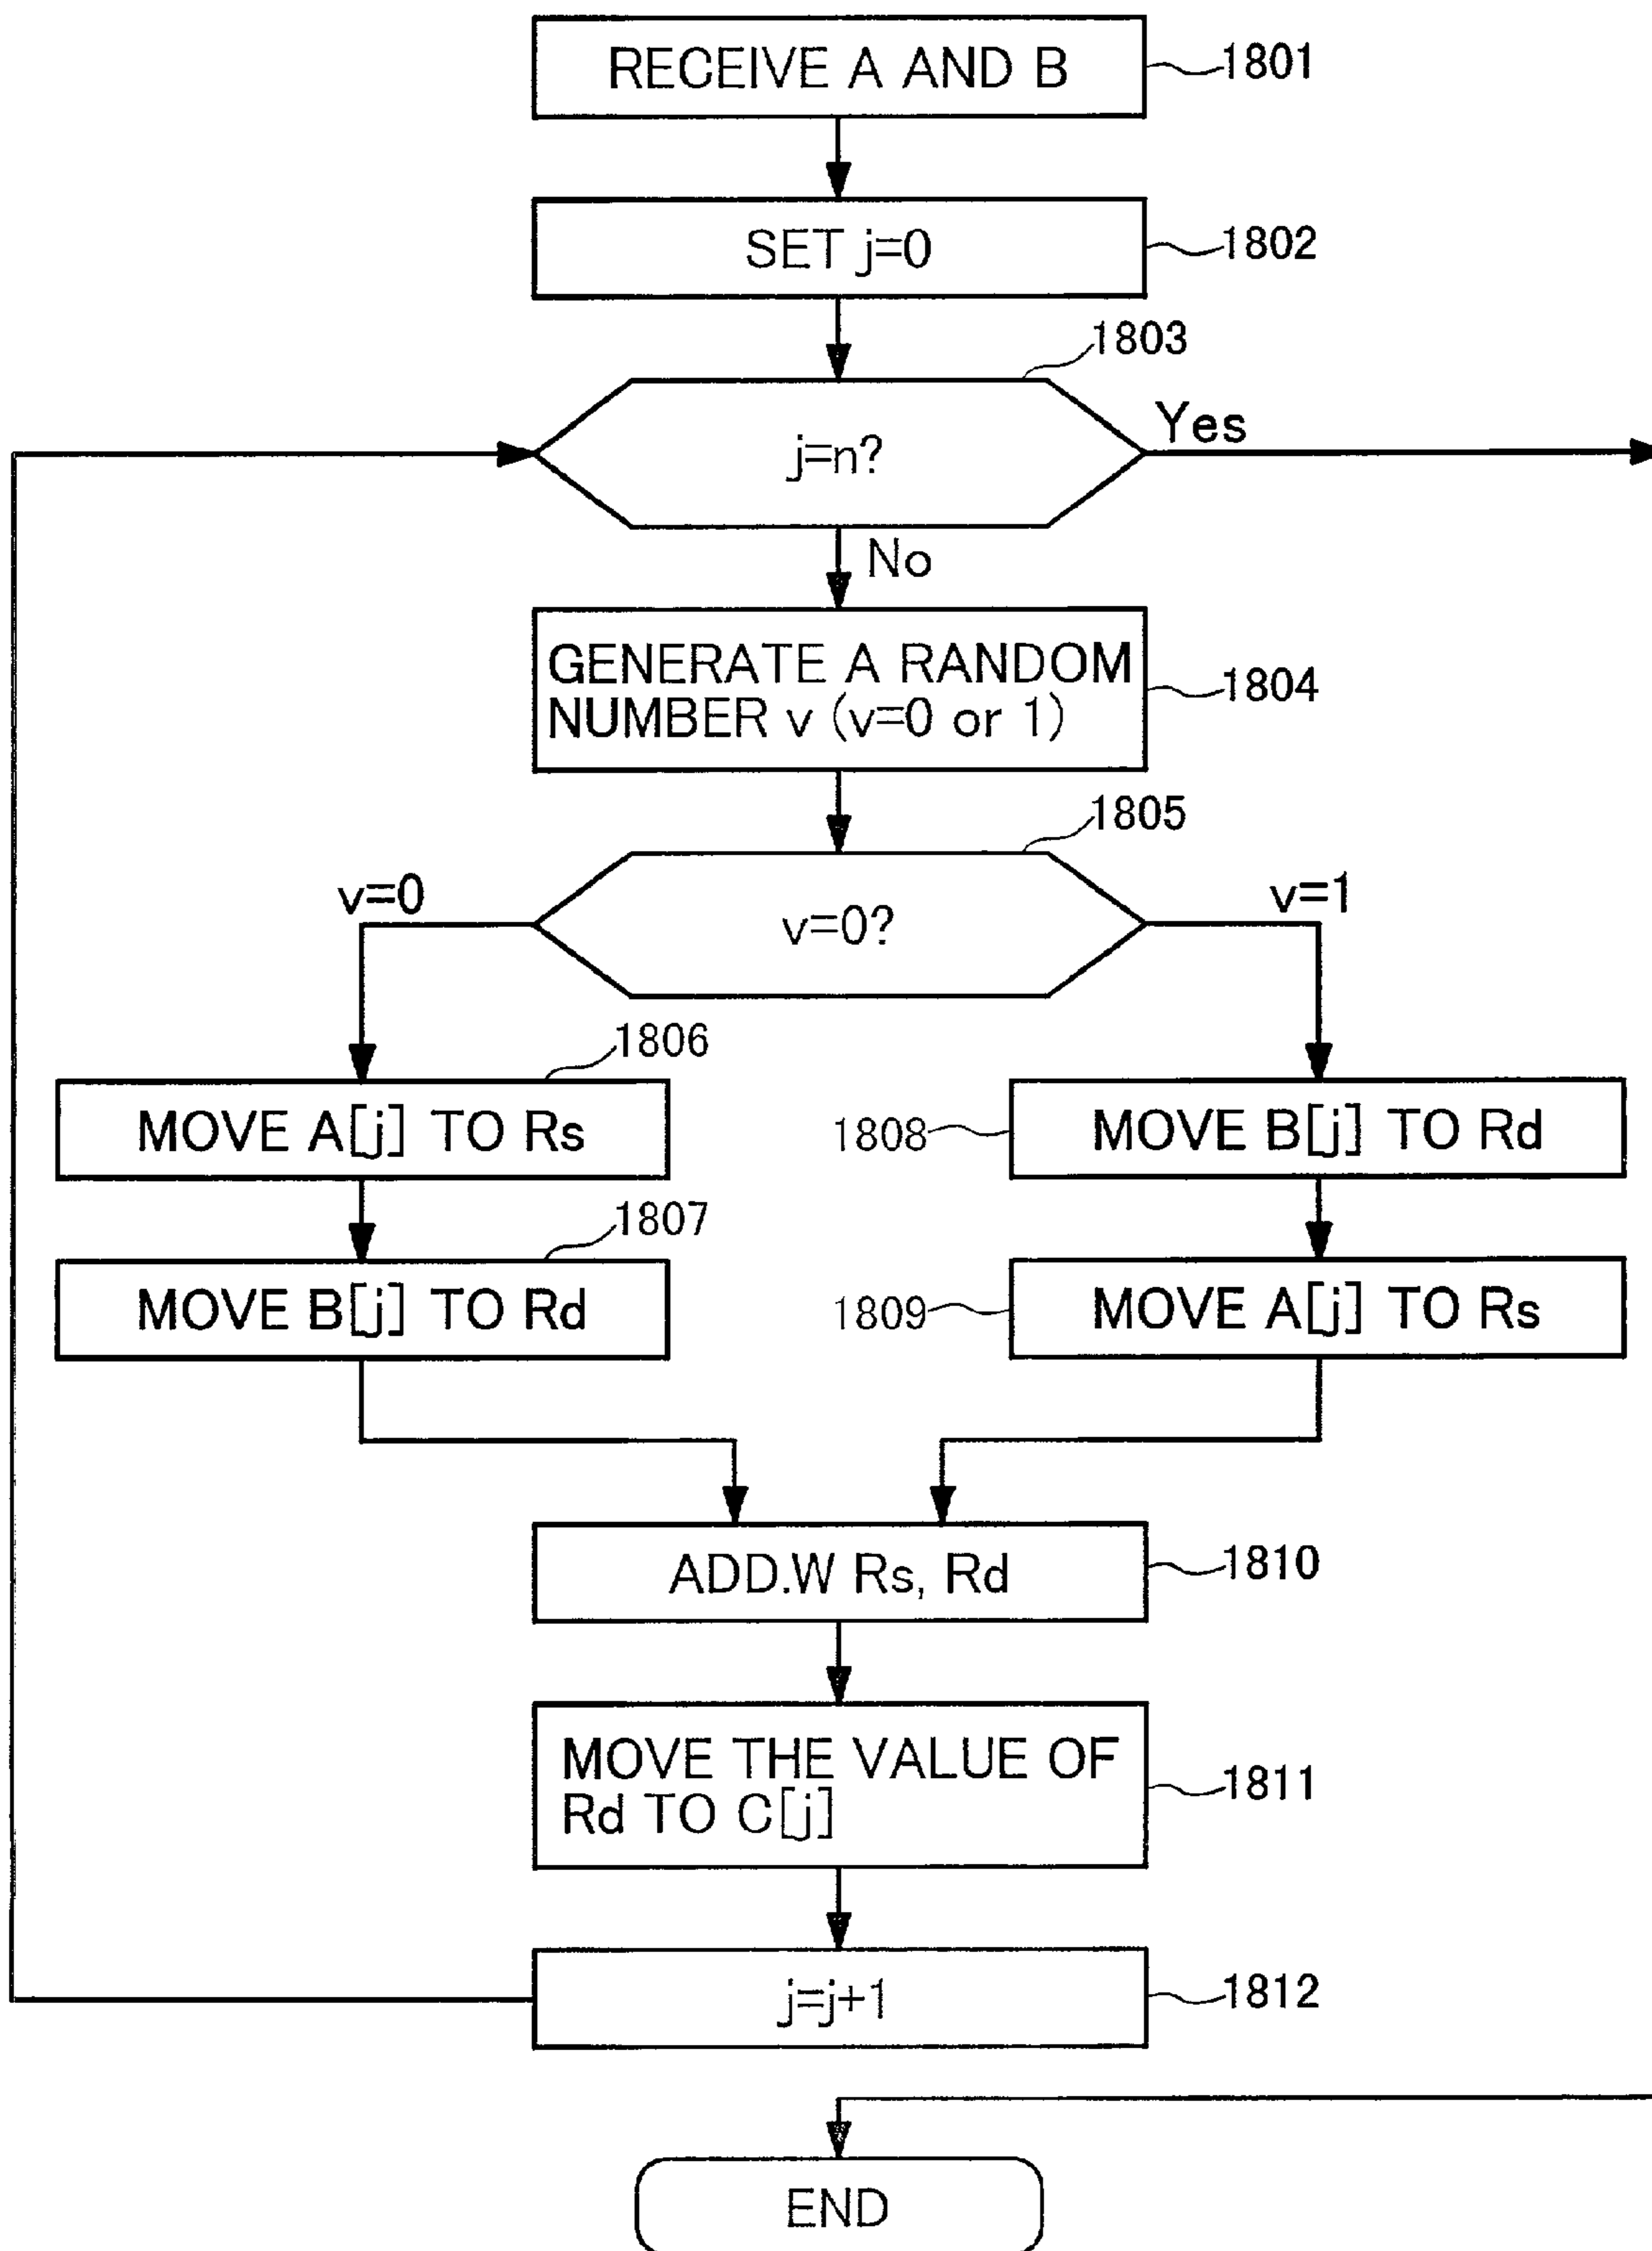 RECEIVE A AND B
1801
SET j=0
1802
1803
j=n?
Yes
No
GENERATE A RANDOM
NUMBER v (v=0 or 1)
1804
1805
v=0
v=0?
v=1
1806
MOVE A[j] TO Rs
1808
MOVE B[j] TO Rd
1807
MOVE B[j] TO Rd
1809
MOVE A[j] TO Rs
ADD.W Rs, Rd
1810
MOVE THE VALUE OF
Rd TO C[j]
1811
j=j+1
1812
END